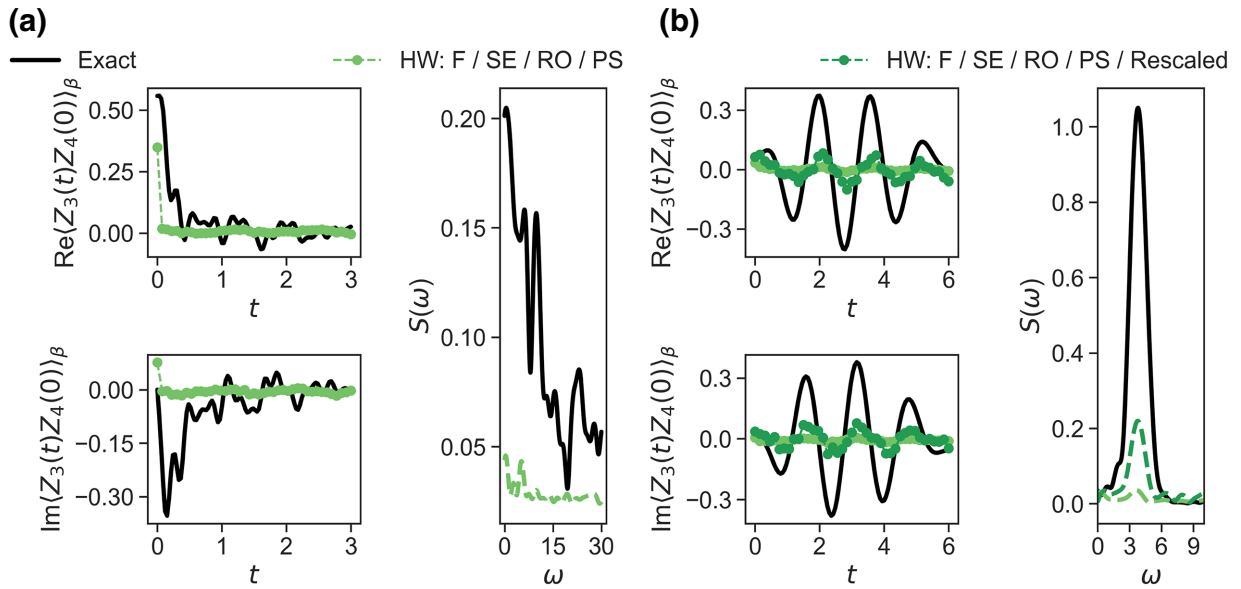 (a)
(b)
Exact
HW: F / SE / RO / PS
HW: F / SE / RO / PS / Rescaled
Re⟨Z₃(t)Z₄(0)⟩β
0.50
0.25
0.00
0 1 2 3
t
Im⟨Z₃(t)Z₄(0)⟩β
0.00
−0.15
−0.30
0 1 2 3
t
S(ω)
0.20
0.15
0.10
0.05
0 15 30
ω
Re⟨Z₃(t)Z₄(0)⟩β
0.3
0.0
−0.3
0 2 4 6
t
Im⟨Z₃(t)Z₄(0)⟩β
0.3
0.0
−0.3
0 2 4 6
t
S(ω)
1.0
0.8
0.6
0.4
0.2
0.0
0 3 6 9
ω